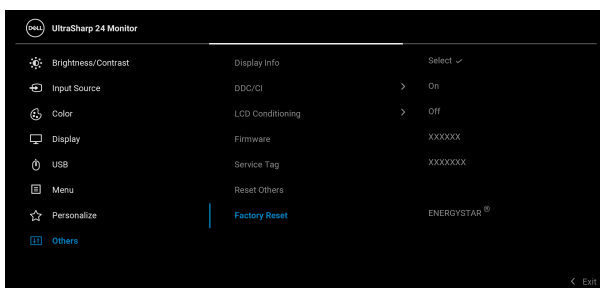 DELL UltraSharp 24 Monitor
Brightness/Contrast Display Info Select ✓
Input Source DDC/CI > On
Color LCD Conditioning > Off
Display Firmware XXXXXX
USB Service Tag XXXXXXX
Menu Reset Others
Personalize Factory Reset ENERGYSTAR ®
Others
< Exit